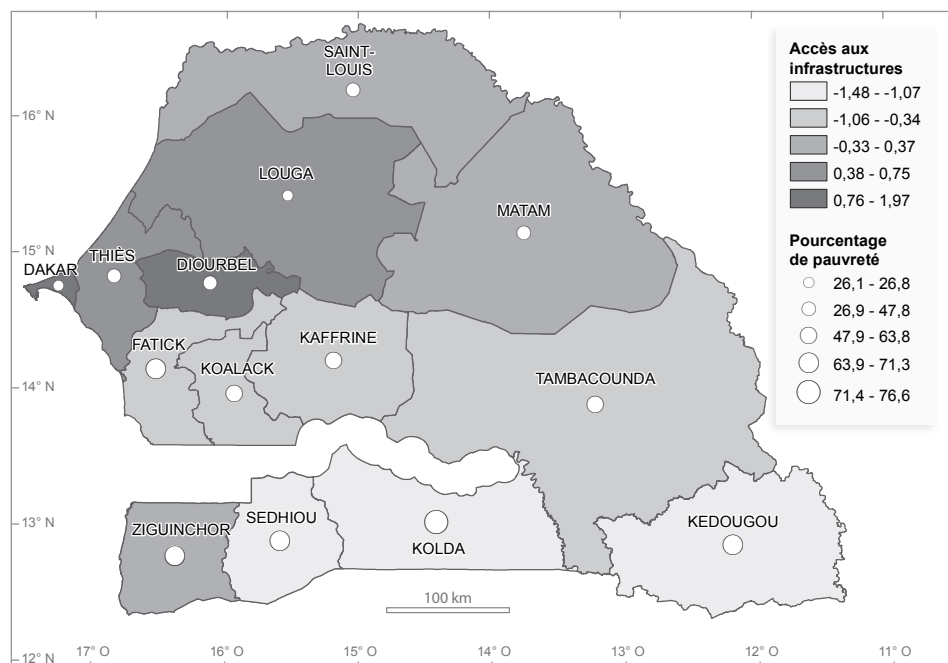 SAINT-
LOUIS
16° N
LOUGA
MATAM
15° N
THIÈS
DAKAR
DIOURBEL
FATICK
KAFFRINE
KOALACK
14° N
TAMBACOUNDA
13° N
ZIGUINCHOR
SEDHIOU
KOLDA
KEDOUGOU
100 km
12° N
17° O
16° O
15° O
14° O
13° O
12° O
11° O
Accès aux
infrastructures
-1,48 - -1,07
-1,06 - -0,34
-0,33 - 0,37
0,38 - 0,75
0,76 - 1,97
Pourcentage
de pauvreté
26,1 - 26,8
26,9 - 47,8
47,9 - 63,8
63,9 - 71,3
71,4 - 76,6